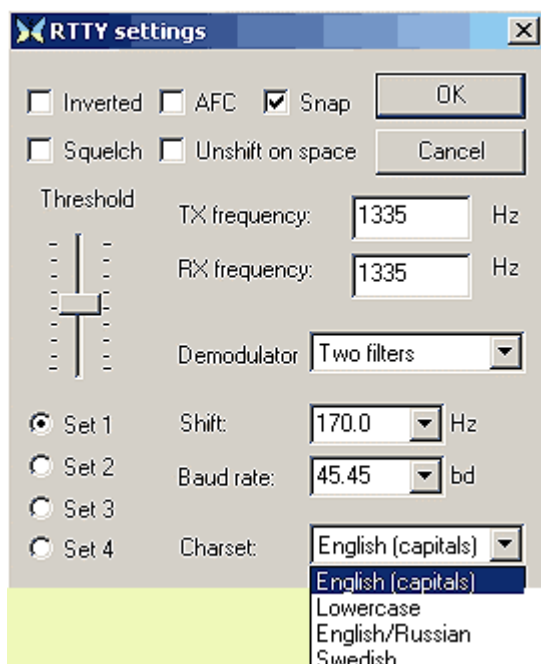 RTTY settings
Inverted AFC Snap OK
Squelch Unshift on space Cancel
Threshold
TX frequency: 1335 Hz
RX frequency: 1335 Hz
Demodulator Two filters
Set 1 Shift: 170.0 Hz
Set 2 Baud rate: 45.45 bd
Set 3
Set 4 Charset: English (capitals)
English (capitals)
Lowercase
English/Russian
Swedish